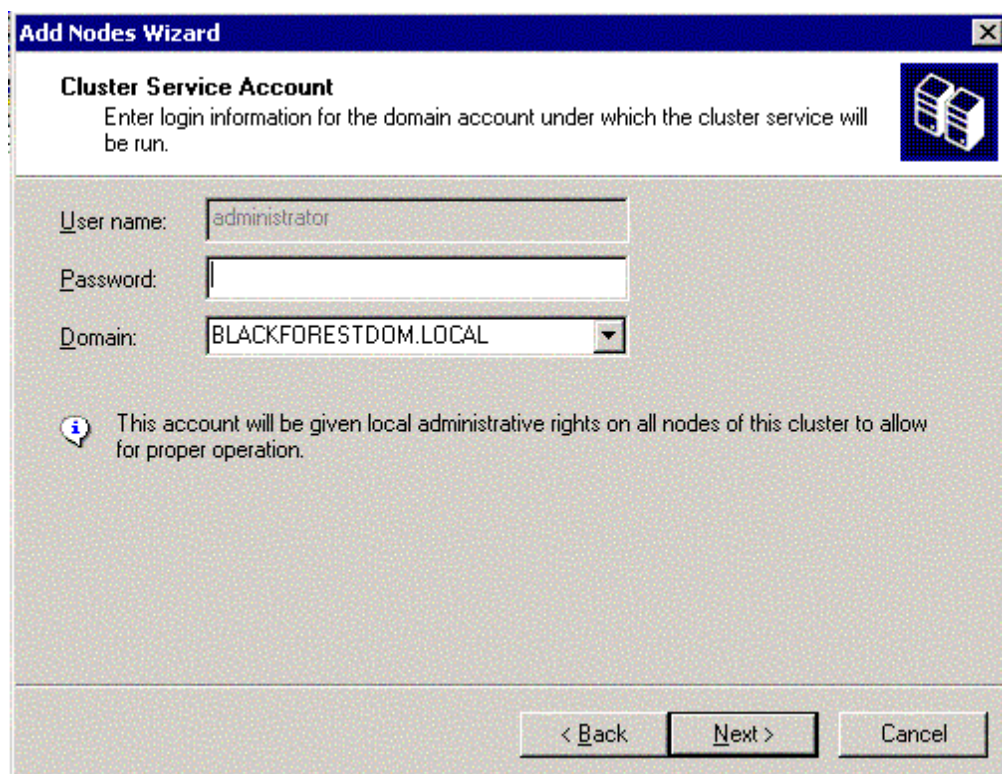 Add Nodes Wizard
Cluster Service Account
Enter login information for the domain account under which the cluster service will
be run.
User name: administrator
Password:
Domain: BLACKFORESTDOM.LOCAL
This account will be given local administrative rights on all nodes of this cluster to allow
for proper operation.
< Back Next > Cancel